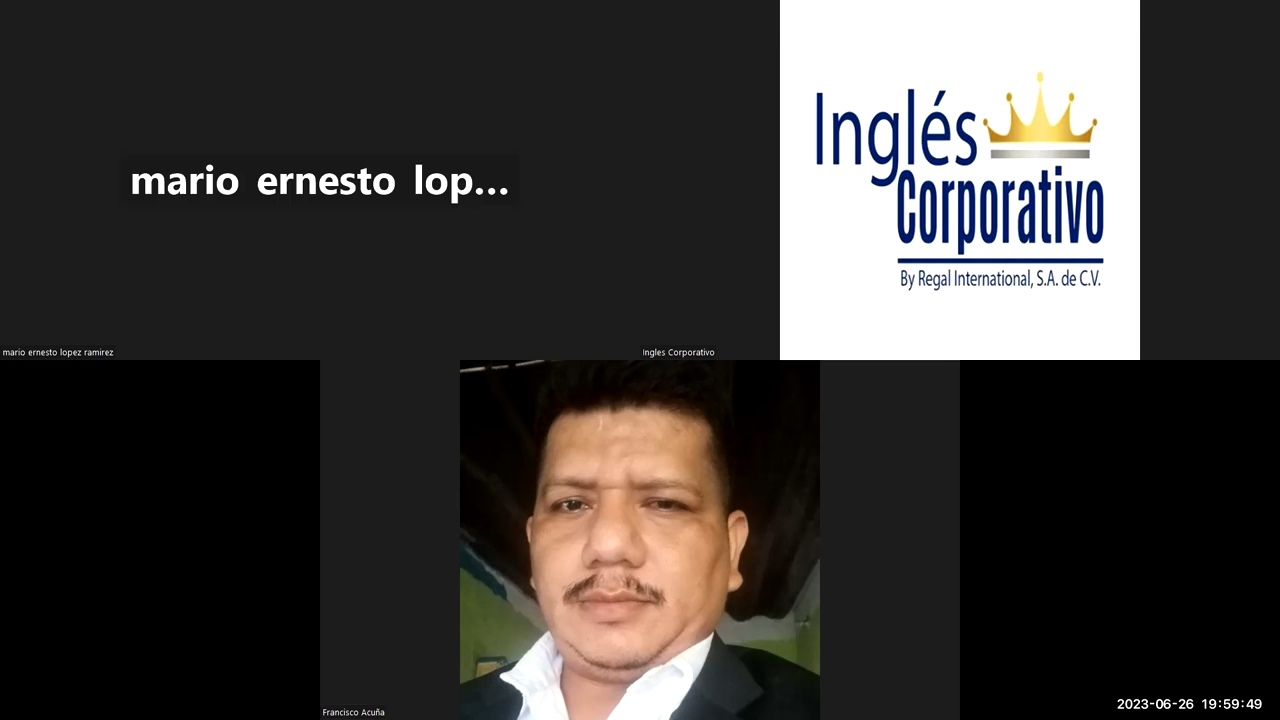 mario ernesto lop...
Inglés
Corporativo
By Regal International, S.A. de C.V.
mario ernesto lopez ramirez
Ingles Corporativo
Francisco Acuña
2023-06-26 19:59:49